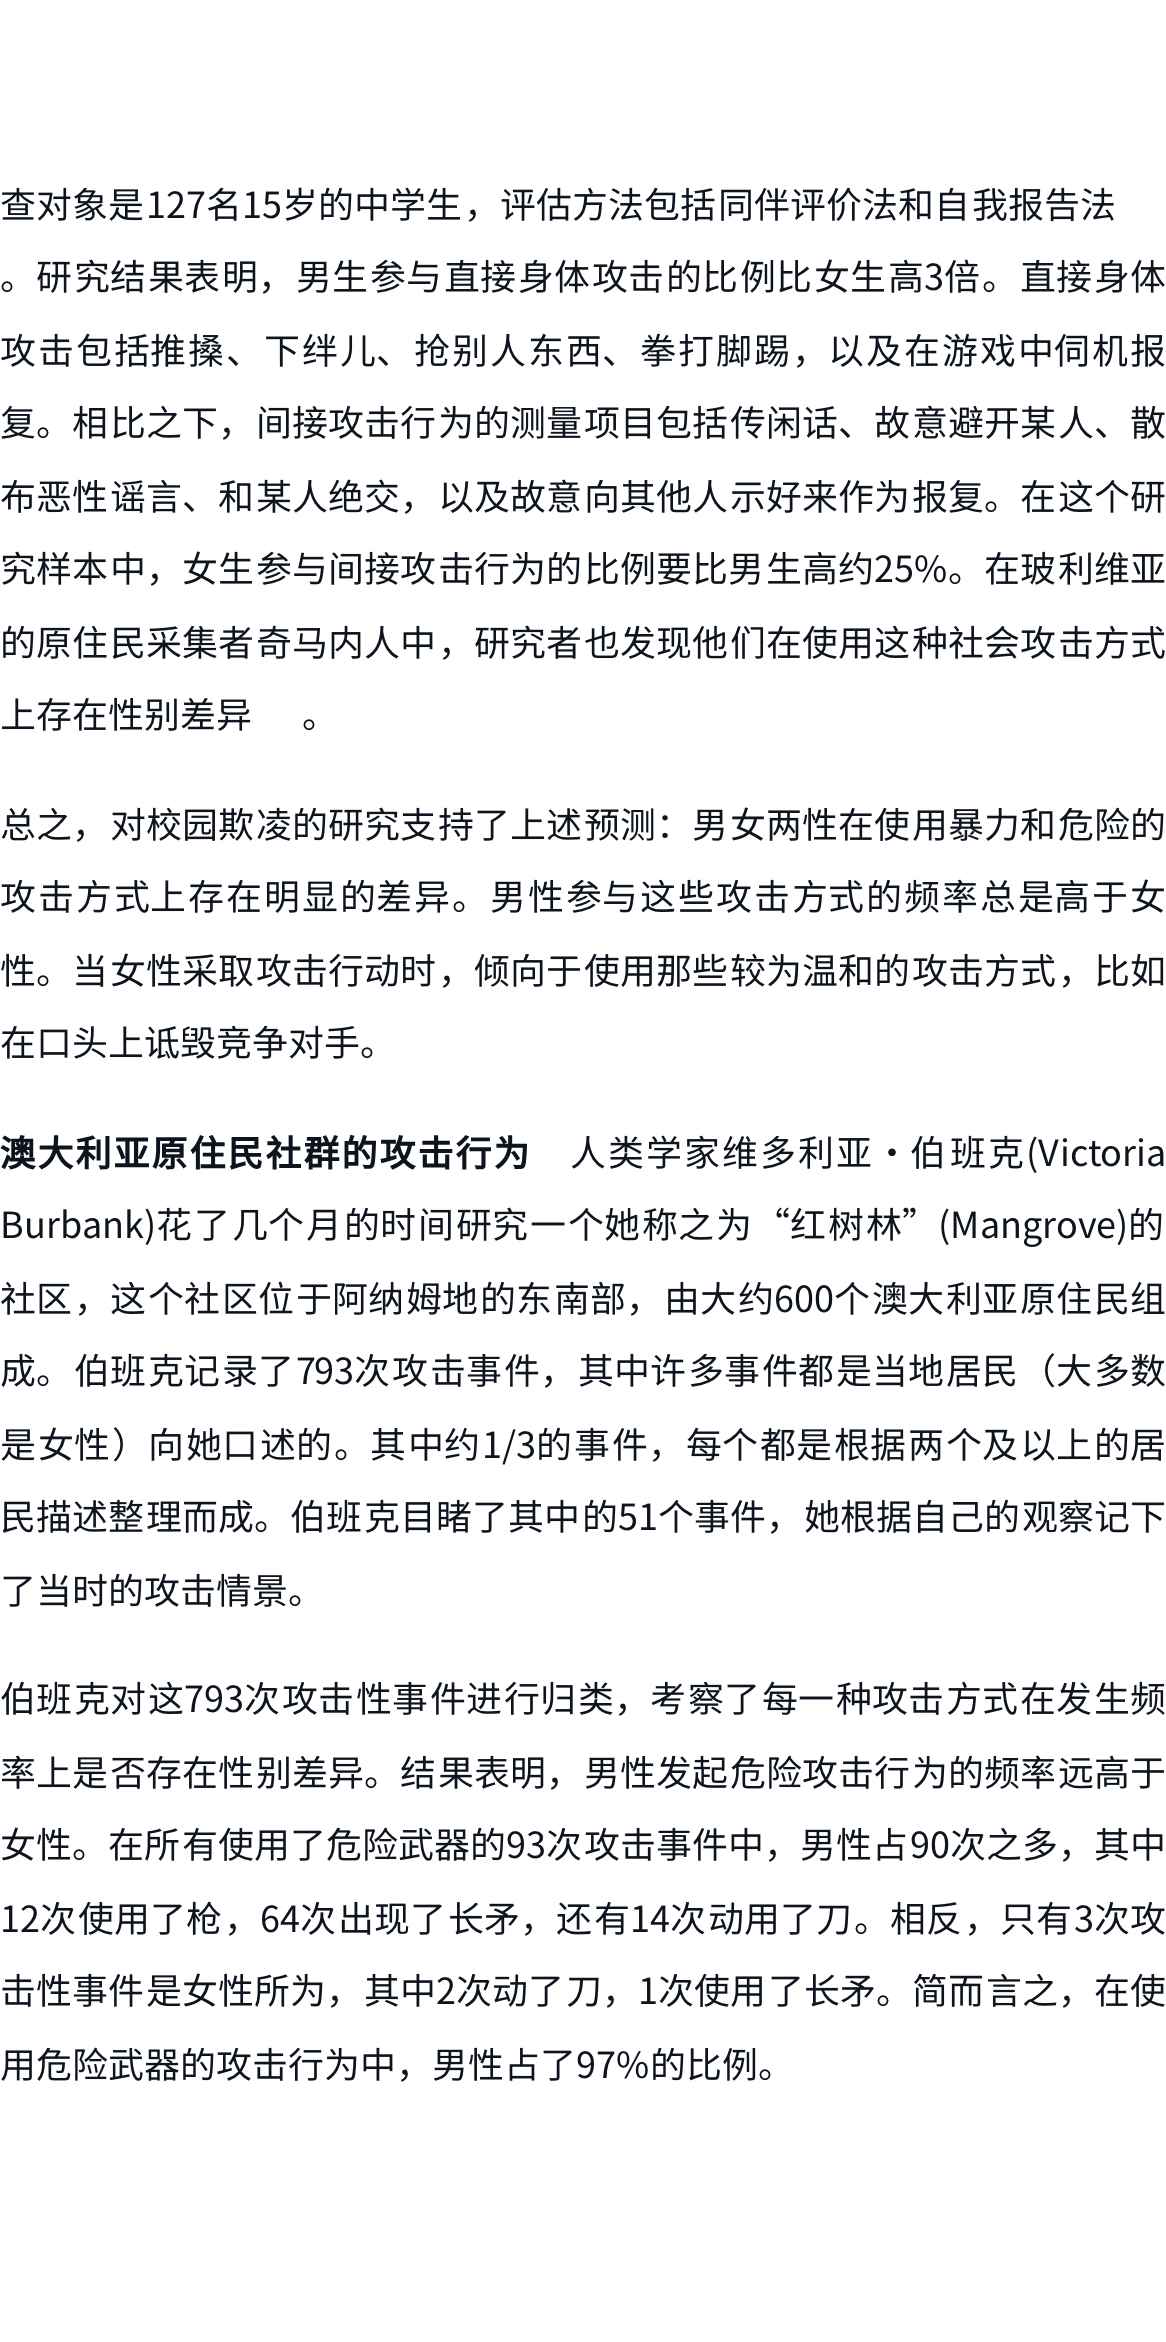 查对象是127名15岁的中学生，评估方法包括同伴评价法和自我报告法
。研究结果表明，男生参与直接身体攻击的比例比女生高3倍。直接身体
攻击包括推搡、下绊儿、抢别人东西、拳打脚踢，以及在游戏中伺机报
复。相比之下，间接攻击行为的测量项目包括传闲话、故意避开某人、散
布恶性谣言、和某人绝交，以及故意向其他人示好来作为报复。在这个研
究样本中，女生参与间接攻击行为的比例要比男生高约25%。在玻利维亚
的原住民采集者奇马内人中，研究者也发现他们在使用这种社会攻击方式
上存在性别差异　。
总之，对校园欺凌的研究支持了上述预测：男女两性在使用暴力和危险的
攻击方式上存在明显的差异。男性参与这些攻击方式的频率总是高于女
性。当女性采取攻击行动时，倾向于使用那些较为温和的攻击方式，比如
在口头上诋毁竞争对手。
澳大利亚原住民社群的攻击行为　人类学家维多利亚·伯班克(Victoria
Burbank)花了几个月的时间研究一个她称之为“红树林”(Mangrove)的
社区，这个社区位于阿纳姆地的东南部，由大约600个澳大利亚原住民组
成。伯班克记录了793次攻击事件，其中许多事件都是当地居民（大多数
是女性）向她口述的。其中约1/3的事件，每个都是根据两个及以上的居
民描述整理而成。伯班克目睹了其中的51个事件，她根据自己的观察记下
了当时的攻击情景。
伯班克对这793次攻击性事件进行归类，考察了每一种攻击方式在发生频
率上是否存在性别差异。结果表明，男性发起危险攻击行为的频率远高于
女性。在所有使用了危险武器的93次攻击事件中，男性占90次之多，其中
12次使用了枪，64次出现了长矛，还有14次动用了刀。相反，只有3次攻
击性事件是女性所为，其中2次动了刀，1次使用了长矛。简而言之，在使
用危险武器的攻击行为中，男性占了97%的比例。